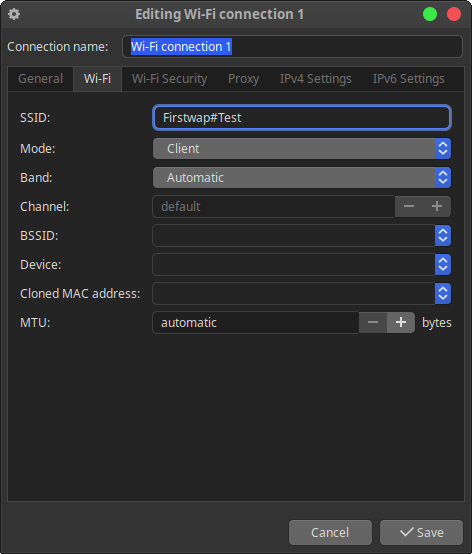 Editing Wi-Fi connection 1
Connection name: Wi-Fi connection 1
General Wi-Fi Wi-Fi Security Proxy IPv4 Settings IPv6 Settings
SSID: Firstwap#Test
Mode: Client
Band: Automatic
Channel: default
BSSID:
Device:
Cloned MAC address:
MTU: automatic bytes
Cancel Save